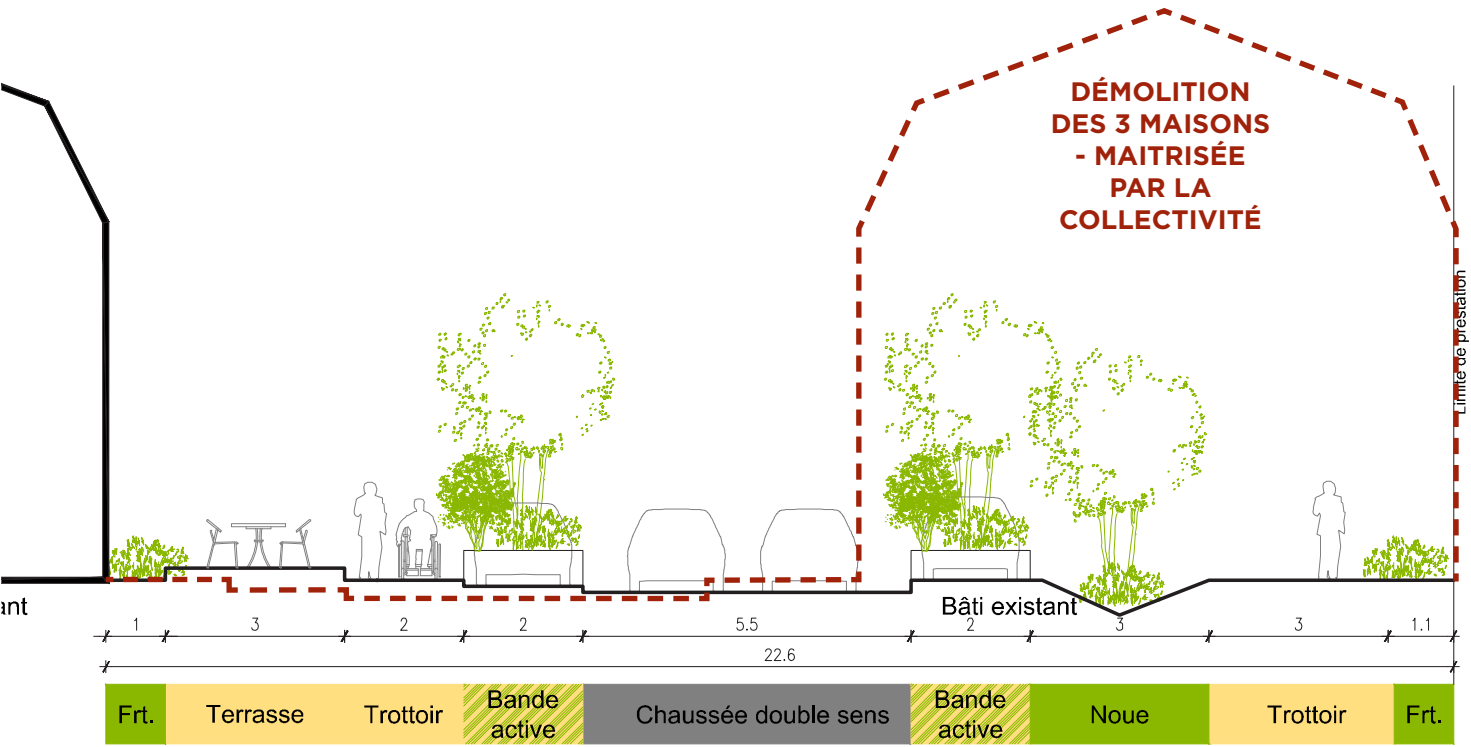 DÉMOLITION
DES 3 MAISONS
- MAITRISÉE
PAR LA
COLLECTIVITÉ
Limite de prestation
ant
Bâti existant
1
3
2
2
5.5
2
3
3
1.1
22.6
Frt.
Terrasse
Trottoir
Bande
active
Chaussée double sens
Bande
active
Noue
Trottoir
Frt.